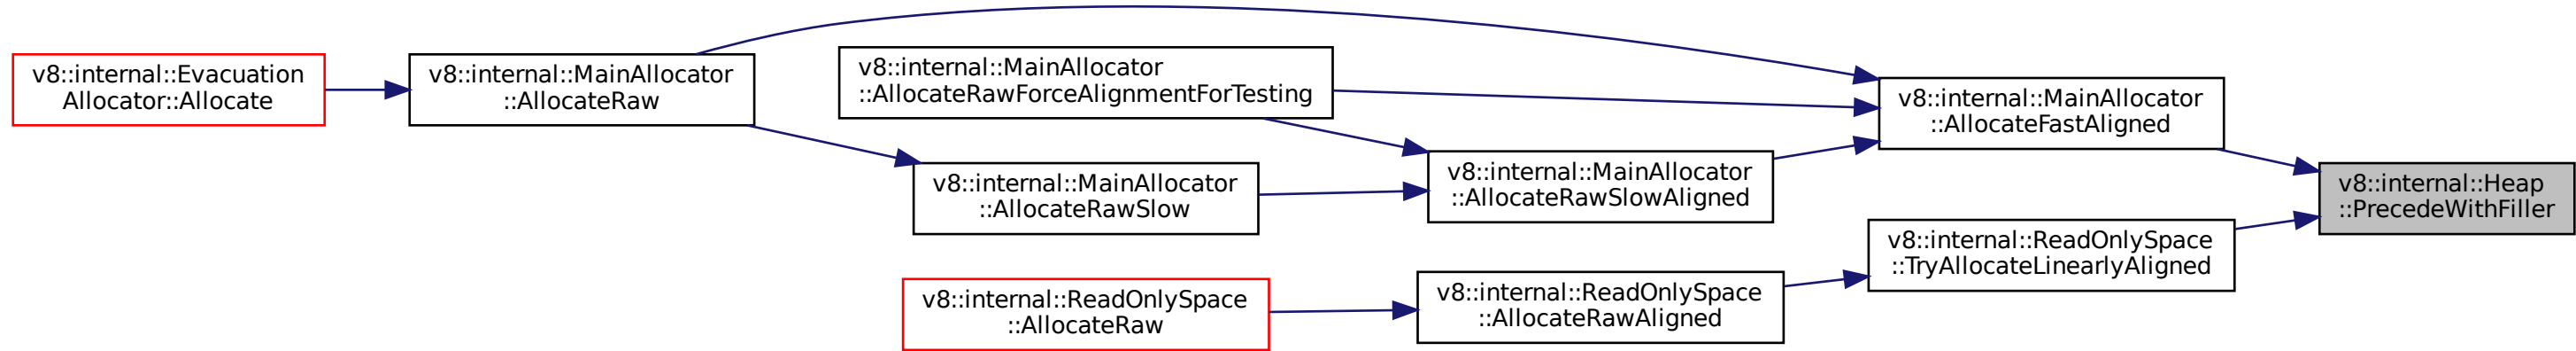 v8::internal::Evacuation
Allocator::Allocate
v8::internal::MainAllocator
::AllocateRaw
v8::internal::MainAllocator
::AllocateRawForceAlignmentForTesting
v8::internal::MainAllocator
::AllocateRawSlow
v8::internal::ReadOnlySpace
::AllocateRaw
v8::internal::MainAllocator
::AllocateRawSlowAligned
v8::internal::ReadOnlySpace
::AllocateRawAligned
v8::internal::MainAllocator
::AllocateFastAligned
v8::internal::ReadOnlySpace
::TryAllocateLinearlyAligned
v8::internal::Heap
::PrecedeWithFiller